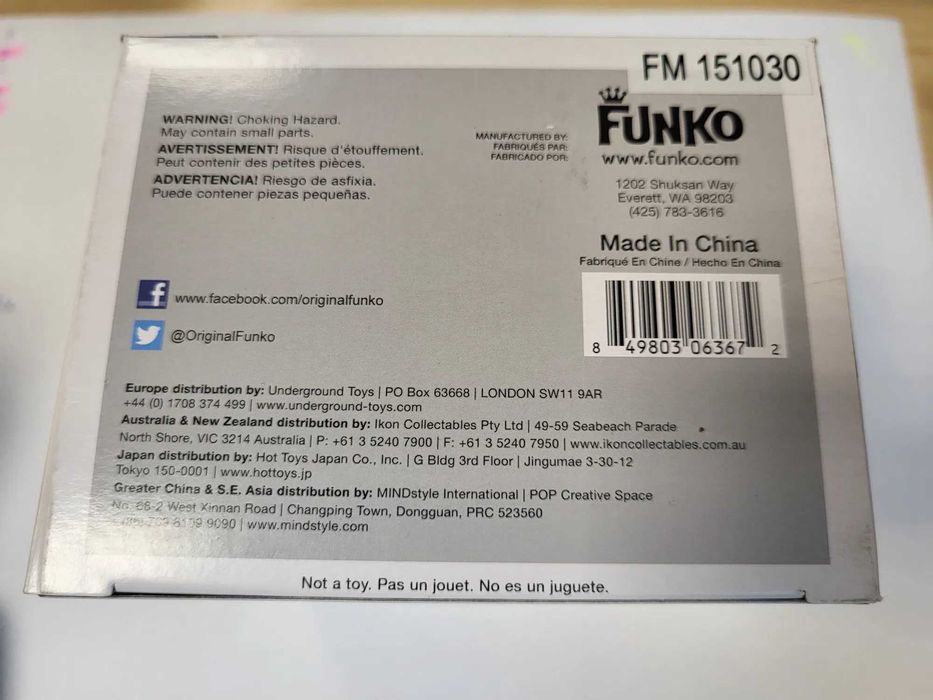 FM 151030
WARNING! Choking Hazard.
May contain small parts.
AVERTISSEMENT! Risque d'étouffement.
Peut contenir des petites pièces.
ADVERTENCIA! Riesgo de asfixia.
Puede contener piezas pequeñas.
MANUFACTURED BY:
FABRIQUÉS PAR:
FABRICADO POR:
FUNKO
www.funko.com
1202 Shuksan Way
Everett, WA 98203
(425) 783-3616
Made In China
Fabriqué En Chine / Hecho En China
8 49803 06367 2
f www.facebook.com/originalfunko
@OriginalFunko
Europe distribution by: Underground Toys | PO Box 63668 | LONDON SW11 9AR
+44 (0) 1708 374 499 | www.underground-toys.com
Australia & New Zealand distribution by: Ikon Collectables Pty Ltd | 49-59 Seabeach Parade
North Shore, VIC 3214 Australia | P: +61 3 5240 7900 | F: +61 3 5240 7950 | www.ikoncollectables.com.au
Japan distribution by: Hot Toys Japan Co., Inc. | G Bldg 3rd Floor | Jingumae 3-30-12
Tokyo 150-0001 | www.hottoys.jp
Greater China & S.E. Asia distribution by: MINDstyle International | POP Creative Space
No. 66-2 West Xinnan Road | Changping Town, Dongguan, PRC 523560
9090 | www.mindstyle.com
Not a toy. Pas un jouet. No es un juguete.